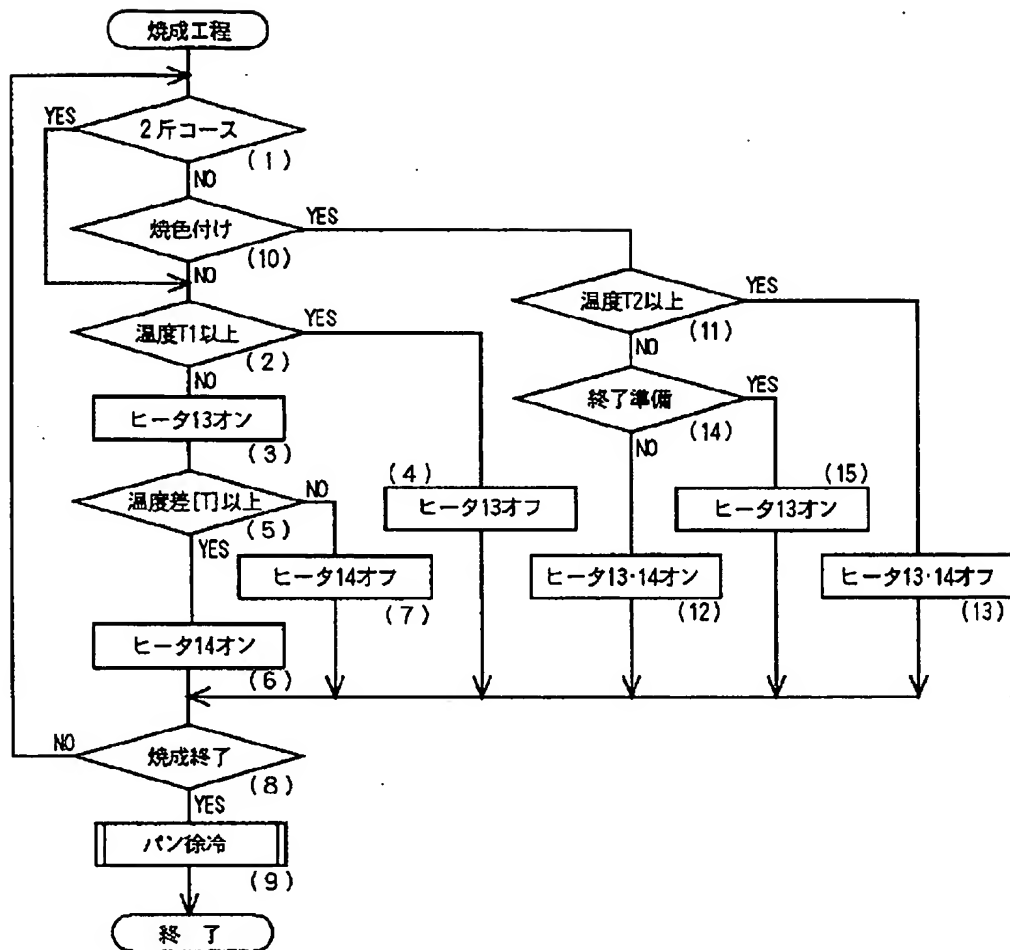 焼成工程
YES
2斤コース
(1)
NO
焼色付け
YES
(10)
NO
温度T1以上
YES
(2)
NO
ヒータ13オン
(3)
温度差[T]以上
NO
(5)
YES
ヒータ14オフ
(7)
ヒータ14オン
(6)
(4)
ヒータ13オフ
温度T2以上
YES
(11)
NO
終了準備
YES
(14)
NO
(15)
ヒータ13オン
ヒータ13・14オン
(12)
ヒータ13・14オフ
(13)
NO
焼成終了
(8)
YES
パン徐冷
(9)
終了